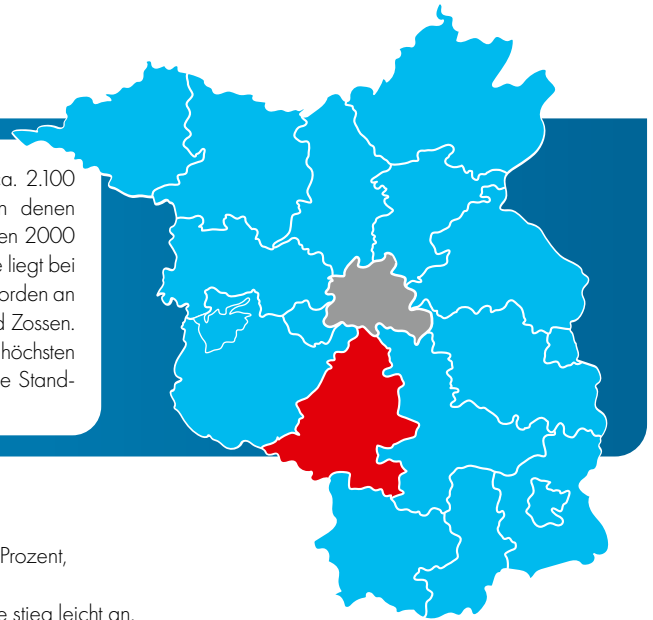 a. 2.100
n denen
en 2000
e liegt bei
orden an
d Zossen.
höchsten
e Stand-
Prozent,
e stieg leicht an.